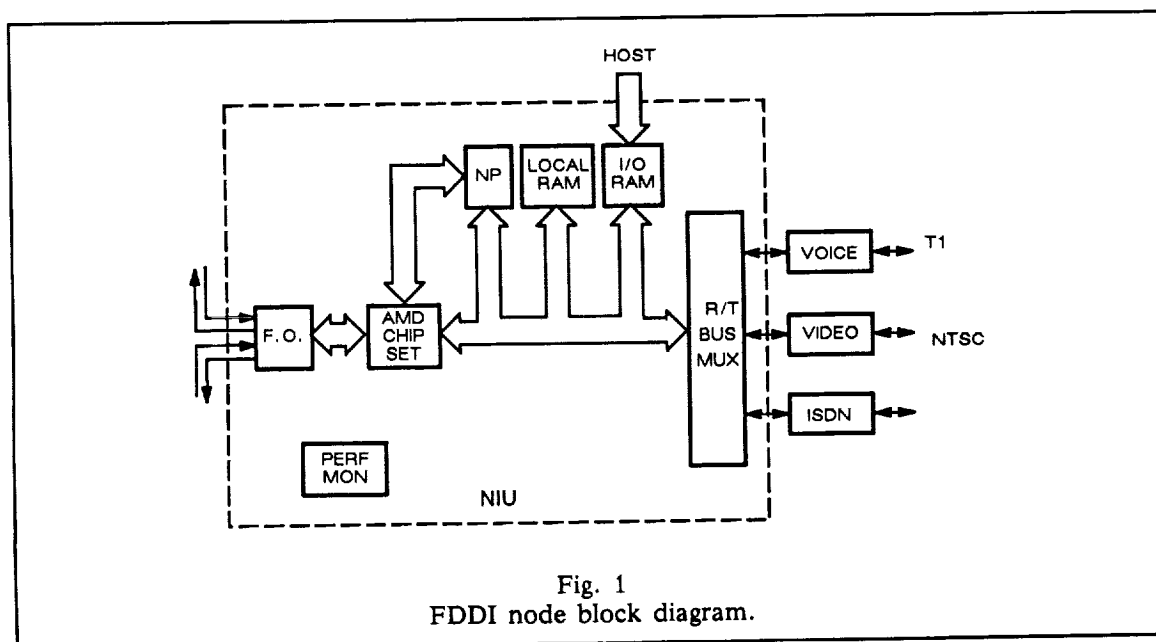 HOST
NP
LOCAL
RAM
I/O
RAM
F.O.
AMD
CHIP
SET
R/T
BUS
MUX
VOICE
T1
VIDEO
NTSC
ISDN
PERF
MON
NIU
Fig. 1
FDDI node block diagram.